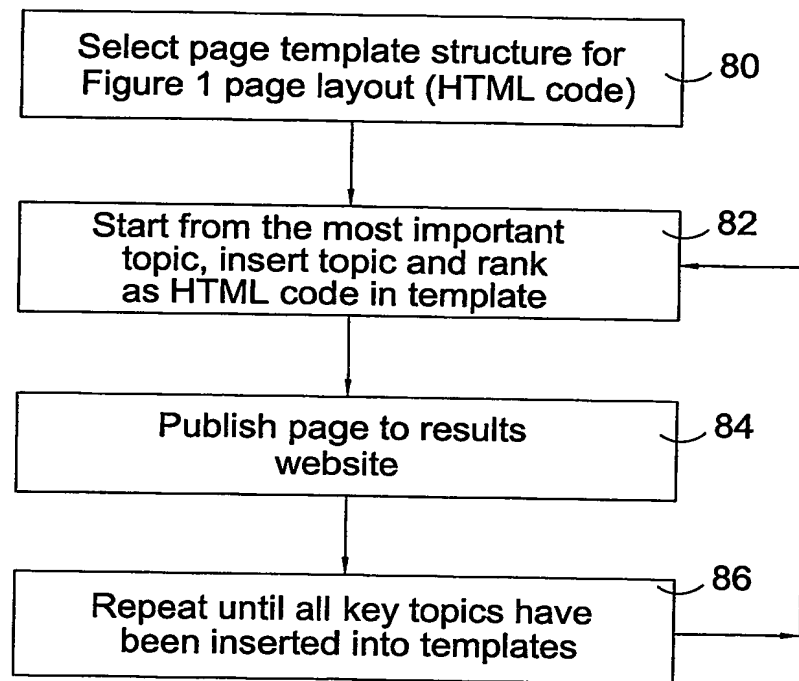 Select page template structure for
Figure 1 page layout (HTML code)
80
Start from the most important
topic, insert topic and rank
as HTML code in template
82
Publish page to results
website
84
Repeat until all key topics have
been inserted into templates
86